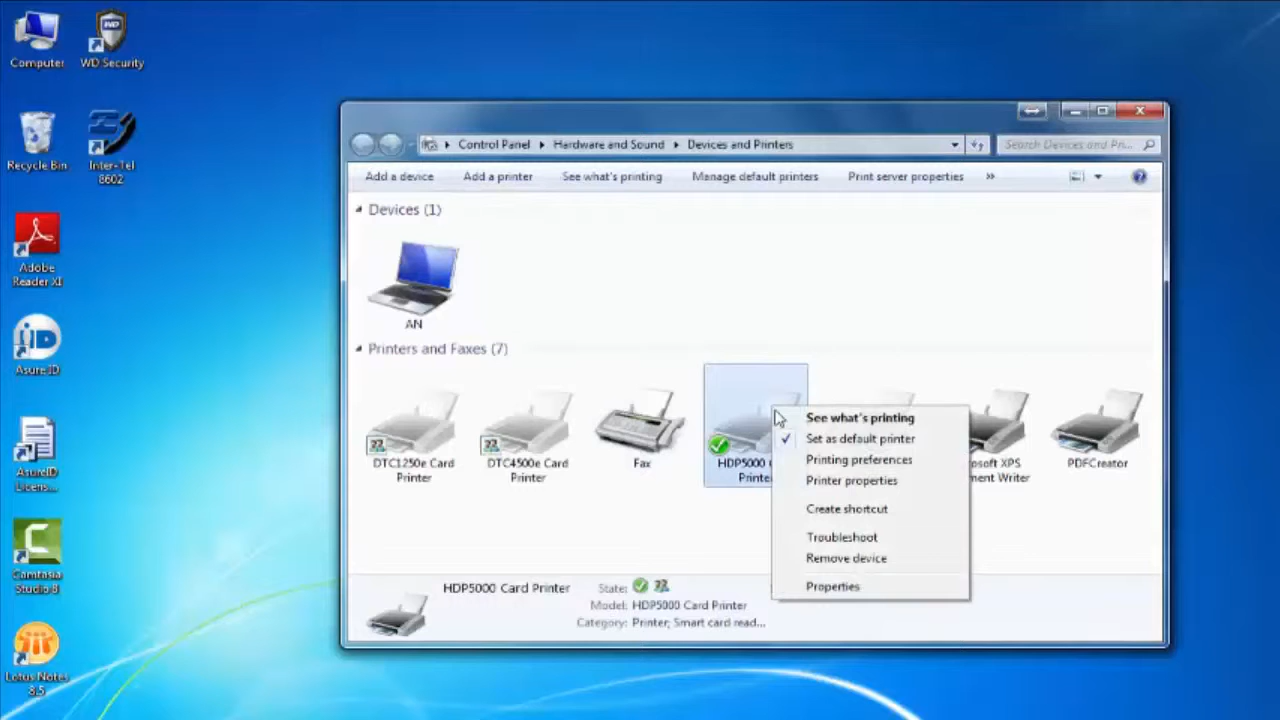 Computer
WD Security
Recycle Bin
Inter-Tel
8602
Adobe
Reader XI
Asure ID
AsureID
Licens...
Camtasia
Studio 8
Lotus Notes
8.5
Control Panel
Hardware and Sound
Devices and Printers
Search Devices and Prin...
Add a device
Add a printer
See what's printing
Manage default printers
Print server properties
»
Devices (1)
AN
Printers and Faxes (7)
DTC1250e Card
Printer
DTC4500e Card
Printer
Fax
HDP5000
Printer
osoft XPS
ment Writer
PDFCreator
See what's printing
Set as default printer
Printing preferences
Printer properties
Create shortcut
Troubleshoot
Remove device
Properties
HDP5000 Card Printer
State:
Model: HDP5000 Card Printer
Category: Printer; Smart card read...